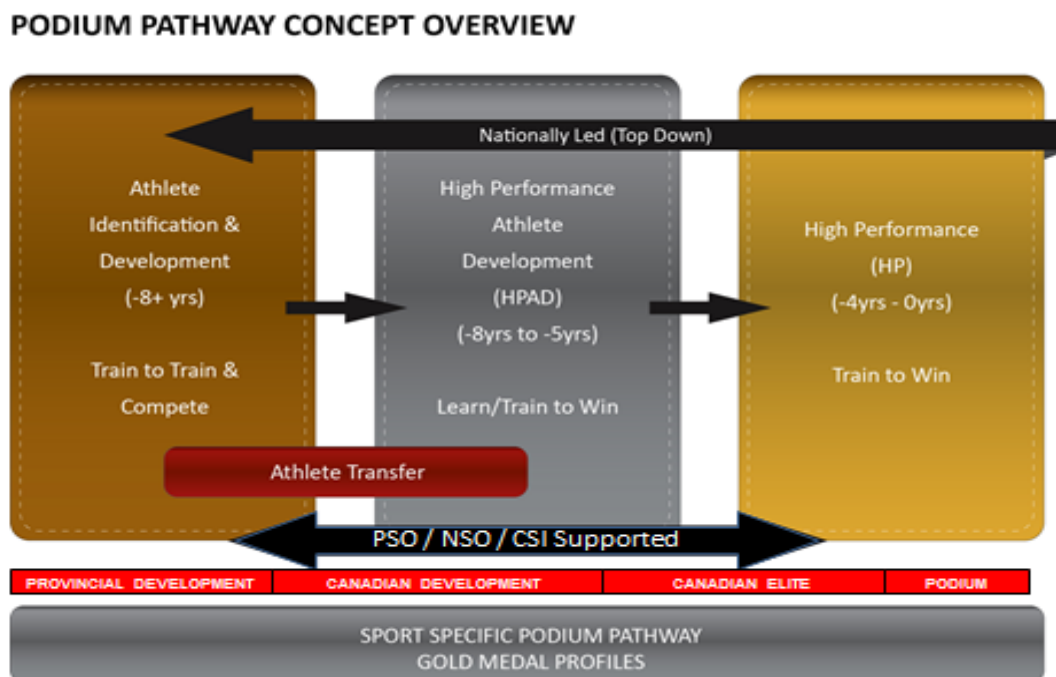 PODIUM PATHWAY CONCEPT OVERVIEW
Nationally Led (Top Down)
Athlete
Identification &
Development
(-8+ yrs)
Train to Train &
Compete
High Performance
Athlete
Development
(HPAD)
(-8yrs to -5yrs)
Learn/Train to Win
High Performance
(HP)
(-4yrs - 0yrs)
Train to Win
Athlete Transfer
PSO / NSO / CSI Supported
PROVINCIAL DEVELOPMENT
CANADIAN DEVELOPMENT
CANADIAN ELITE
PODIUM
SPORT SPECIFIC PODIUM PATHWAY
GOLD MEDAL PROFILES